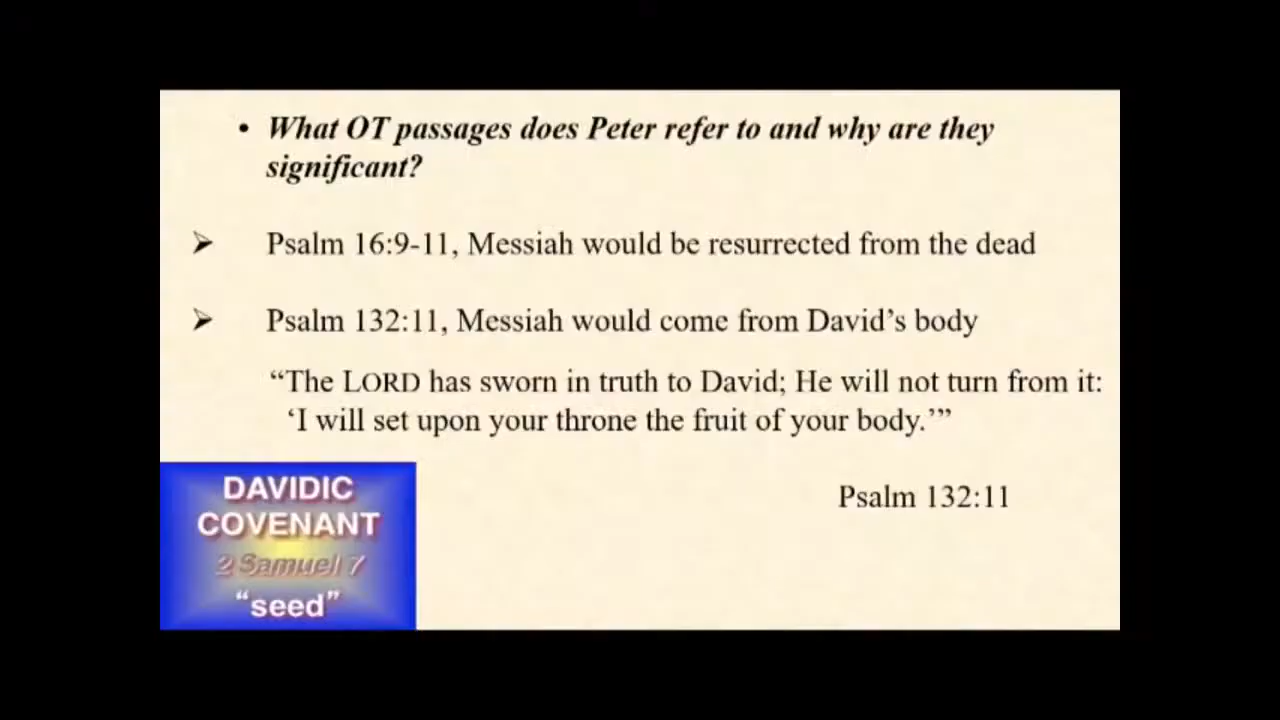 • What OT passages does Peter refer to and why are they
significant?
➢ Psalm 16:9-11, Messiah would be resurrected from the dead
➢ Psalm 132:11, Messiah would come from David’s body
“The LORD has sworn in truth to David; He will not turn from it:
‘I will set upon your throne the fruit of your body.’”
Psalm 132:11
DAVIDIC
COVENANT
2 Samuel 7
“seed”